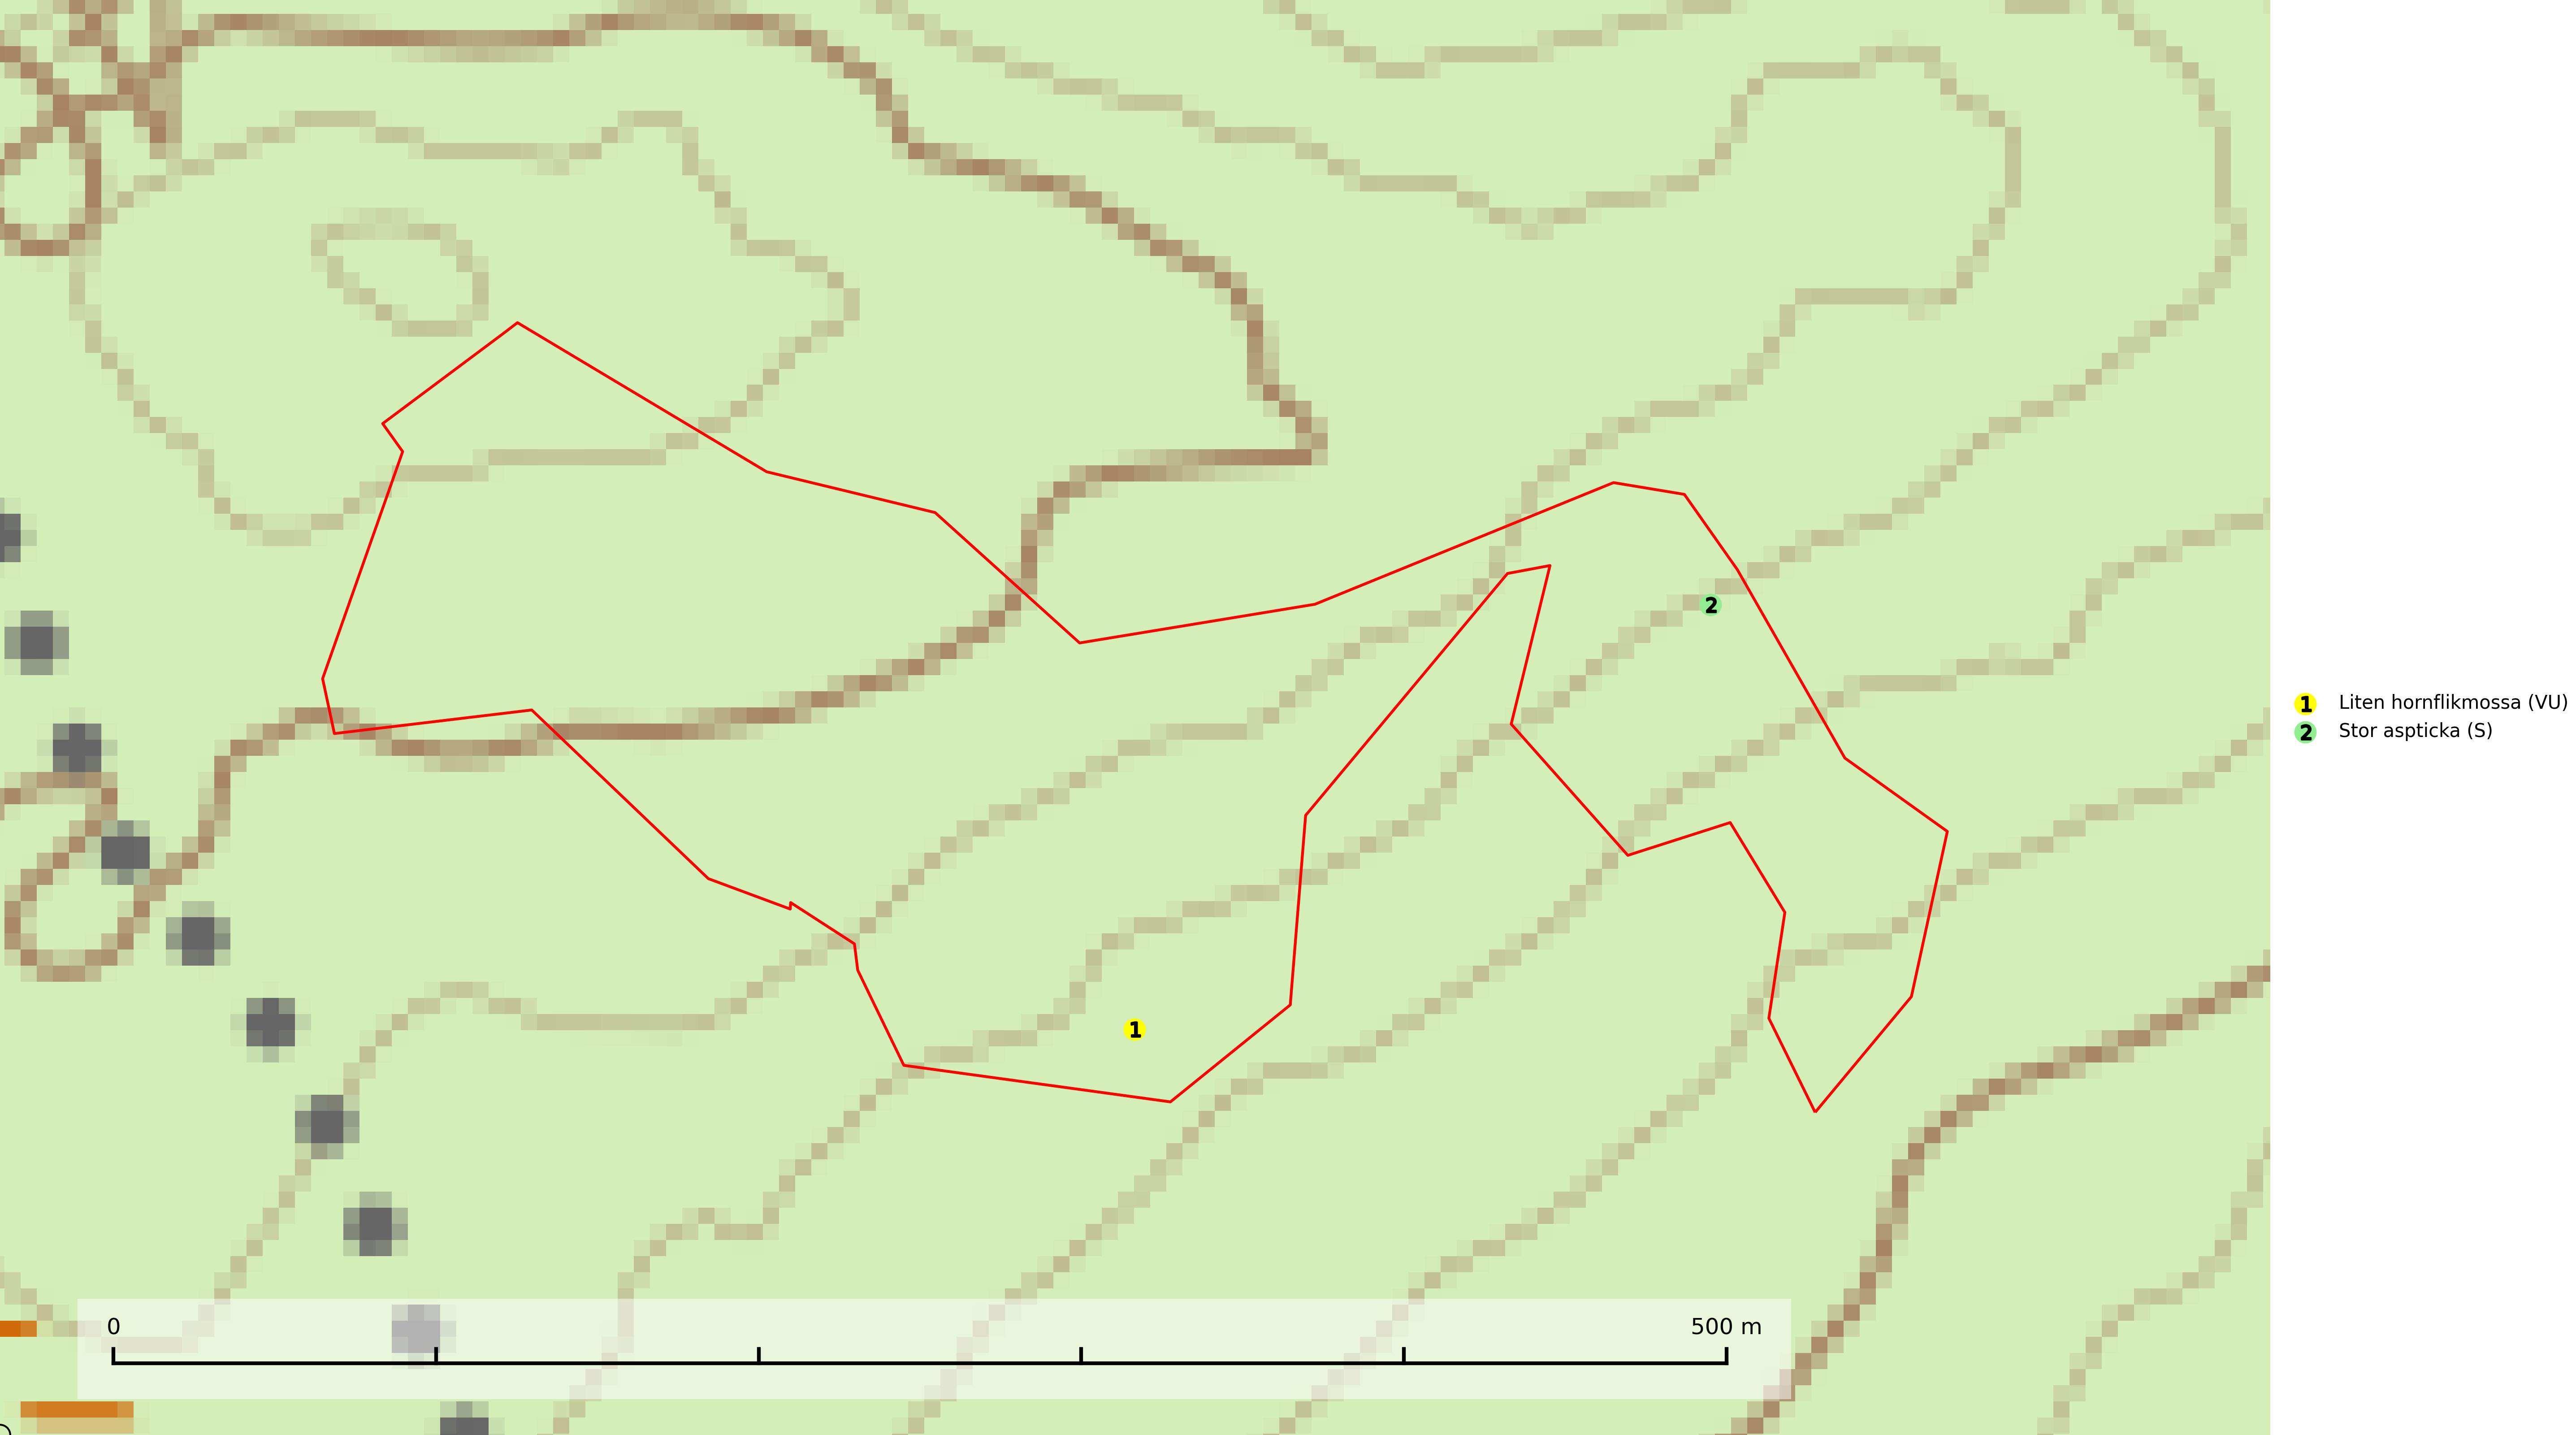 2
1
1 Liten hornflikmossa (VU)
2 Stor aspticka (S)
0 500 m